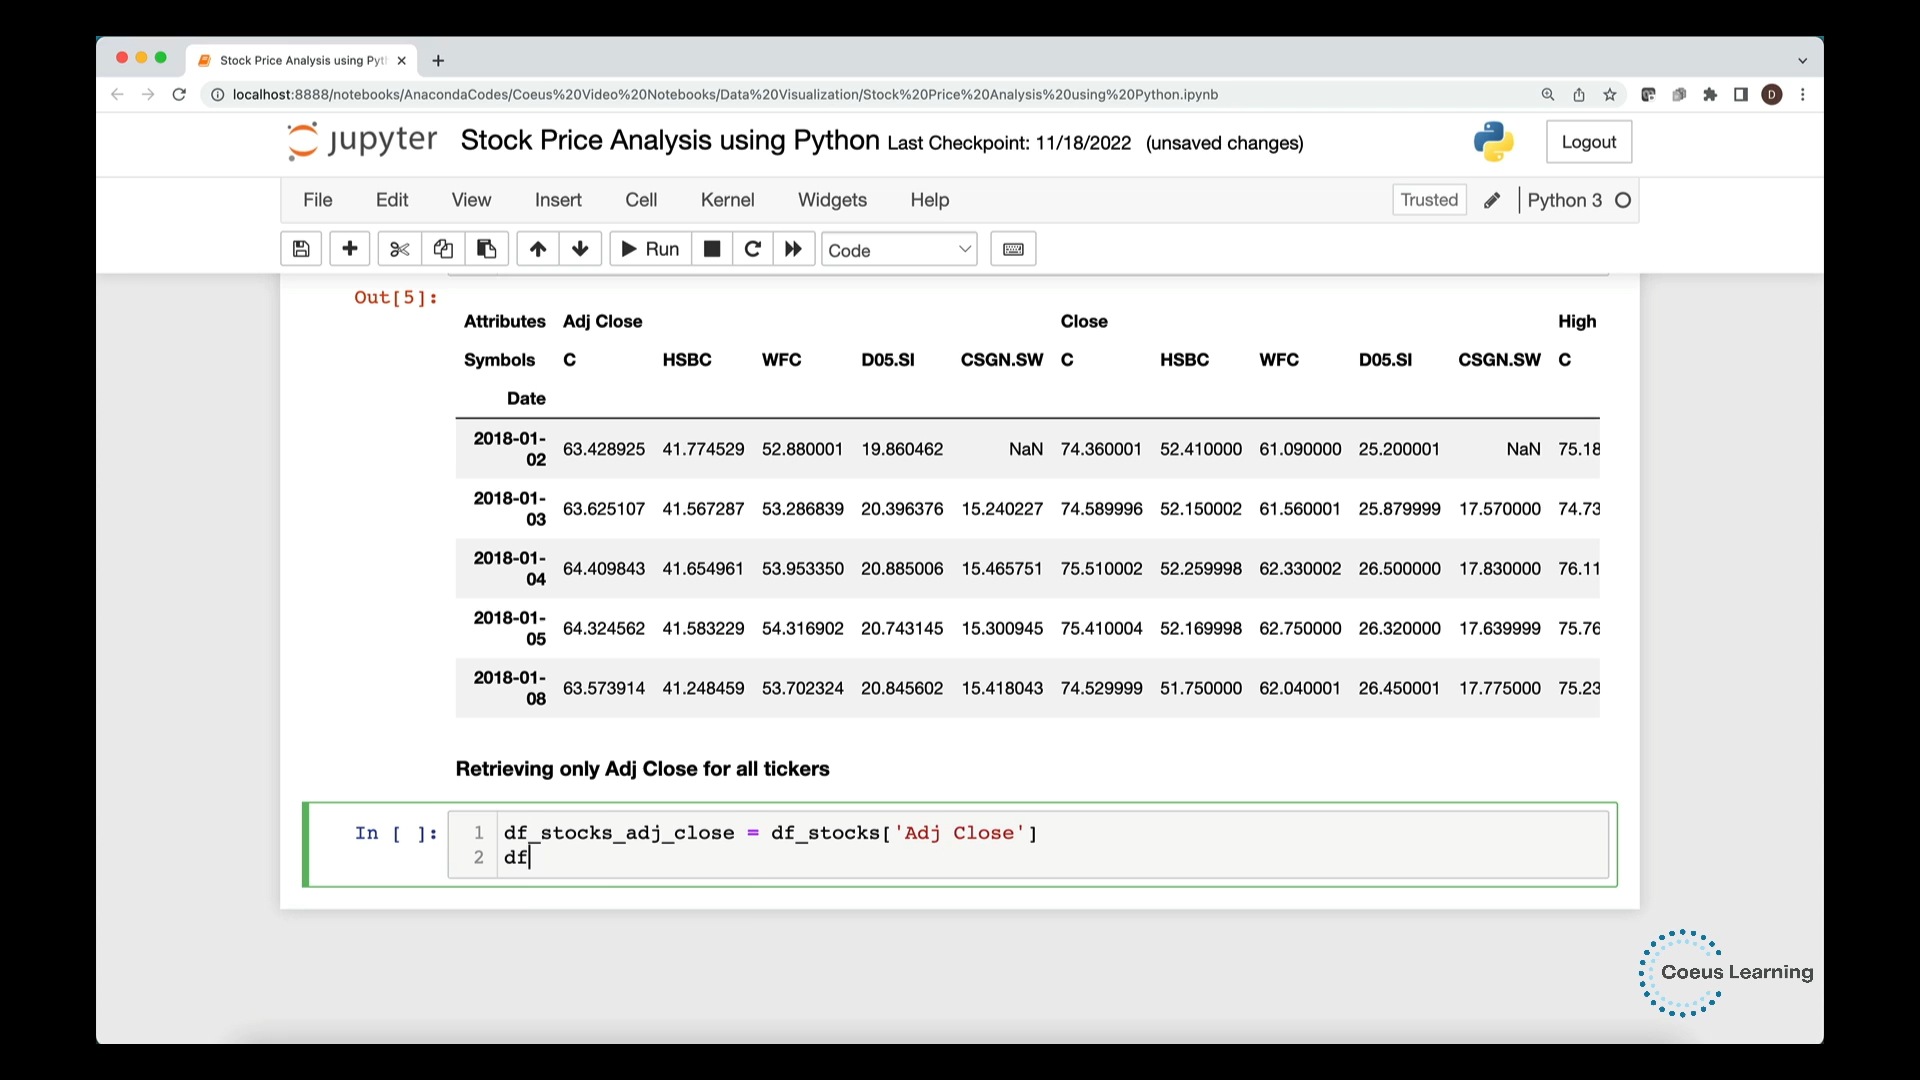 Stock Price Analysis using Pyt
localhost:8888/notebooks/AnacondaCodes/Coeus%20Video%20Notebooks/Data%20Visualization/Stock%20Price%20Analysis%20using%20Python.ipynb
D
jupyter Stock Price Analysis using Python Last Checkpoint: 11/18/2022 (unsaved changes)
Logout
File Edit View Insert Cell Kernel Widgets Help
Trusted Python 3
Run Code
Out[5]:
Attributes Adj Close Close High
Symbols C HSBC WFC D05.SI CSGN.SW C HSBC WFC D05.SI CSGN.SW C
Date
2018-01-02 63.428925 41.774529 52.880001 19.860462 NaN 74.360001 52.410000 61.090000 25.200001 NaN 75.18
2018-01-03 63.625107 41.567287 53.286839 20.396376 15.240227 74.589996 52.150002 61.560001 25.879999 17.570000 74.73
2018-01-04 64.409843 41.654961 53.953350 20.885006 15.465751 75.510002 52.259998 62.330002 26.500000 17.830000 76.11
2018-01-05 64.324562 41.583229 54.316902 20.743145 15.300945 75.410004 52.169998 62.750000 26.320000 17.639999 75.76
2018-01-08 63.573914 41.248459 53.702324 20.845602 15.418043 74.529999 51.750000 62.040001 26.450001 17.775000 75.23
Retrieving only Adj Close for all tickers
In [ ]:
1 df_stocks_adj_close = df_stocks['Adj Close']
2 df
Coeus Learning